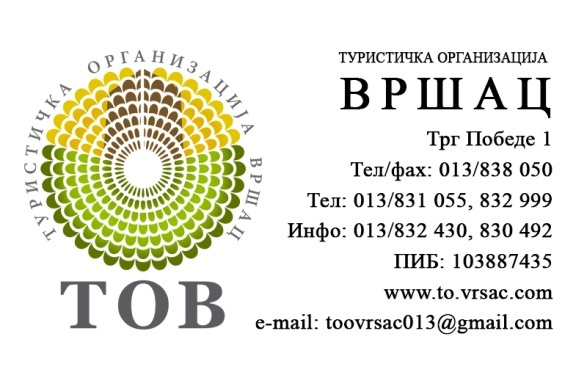 ТУРИСТИЧКА ОРГАНИЗАЦИЈА ВРШАЦ
ТОВ
ТУРИСТИЧКА ОРГАНИЗАЦИЈА
ВРШАЦ
Трг Победе 1
Тел/фах: 013/838 050
Тел: 013/831 055, 832 999
Инфо: 013/832 430, 830 492
ПИБ: 103887435
www.to.vrsac.com
e-mail: toovrsac013@gmail.com